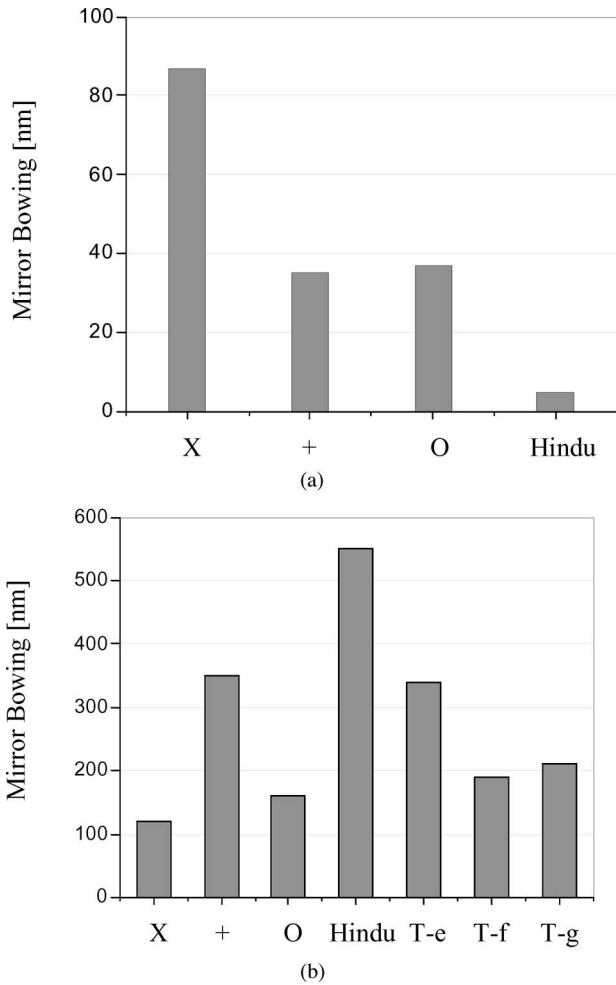 100
80
60
40
20
0
Mirror Bowing [nm]
X + O Hindu
(a)
600
500
400
300
200
100
0
Mirror Bowing [nm]
X + O Hindu T-e T-f T-g
(b)